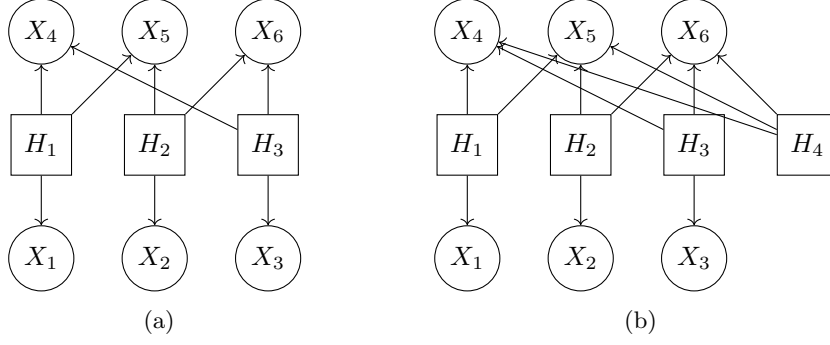 X₄ X₅ X₆ X₄ X₅ X₆
H₁ H₂ H₃ H₁ H₂ H₃ H₄
X₁ X₂ X₃ X₁ X₂ X₃
(a) (b)